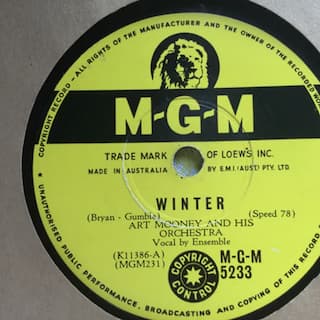 COPYRIGHT RECORD - ALL RIGHTS OF THE MANUFACTURER AND THE OWNER OF THE RECORDED WORK
M-G-M
TRADE MARK OF LOEWS INC.
MADE IN AUSTRALIA BY E.M.I. (AUST) PTY. LTD
WINTER
(Bryan - Gumble) (Speed 78)
ART MOONEY AND HIS
ORCHESTRA
Vocal by Ensemble
(K11386-A) M-G-M
(MGM231) 5233
COPYRIGHT CONTROL
UNAUTHORISED PUBLIC PERFORMANCE, BROADCASTING AND COPYING OF THIS RECORD